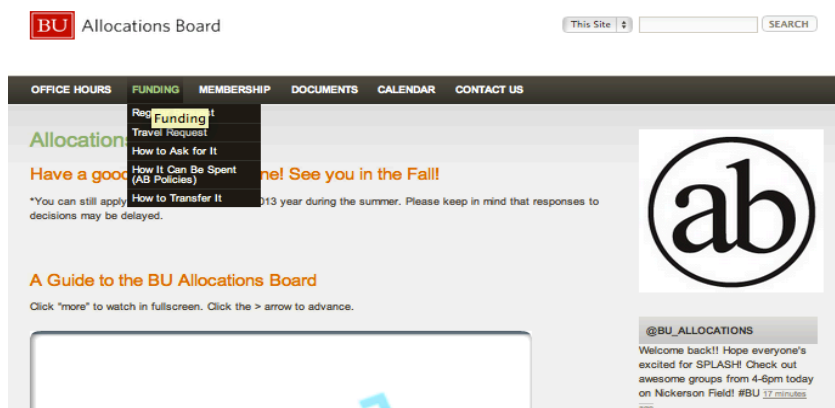 BU Allocations Board
This Site
SEARCH
OFFICE HOURS FUNDING MEMBERSHIP DOCUMENTS CALENDAR CONTACT US
Funding
Travel Request
How to Ask for It
How It Can Be Spent
(AB Policies)
How to Transfer It
Allocation
Have a goo ne! See you in the Fall!
*You can still apply 013 year during the summer. Please keep in mind that responses to
decisions may be delayed.
A Guide to the BU Allocations Board
Click "more" to watch in fullscreen. Click the > arrow to advance.
ab
@BU_ALLOCATIONS
Welcome back!! Hope everyone's
excited for SPLASH! Check out
awesome groups from 4-6pm today
on Nickerson Field! #BU 17 minutes